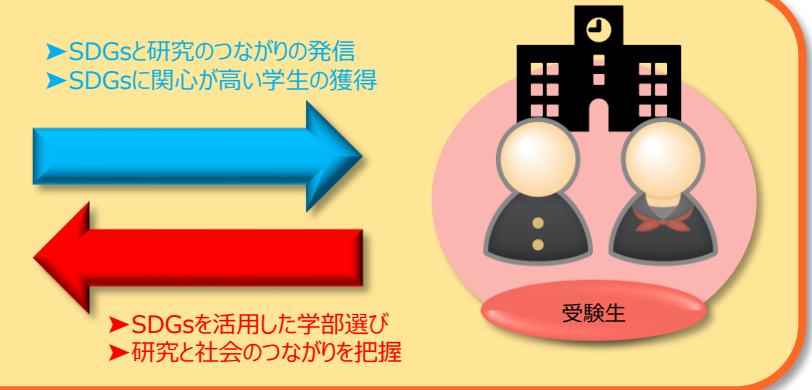 ➤SDGsと研究のつながりの発信
➤SDGsに関心が高い学生の獲得
➤SDGsを活用した学部選び
➤研究と社会のつながりを把握
受験生